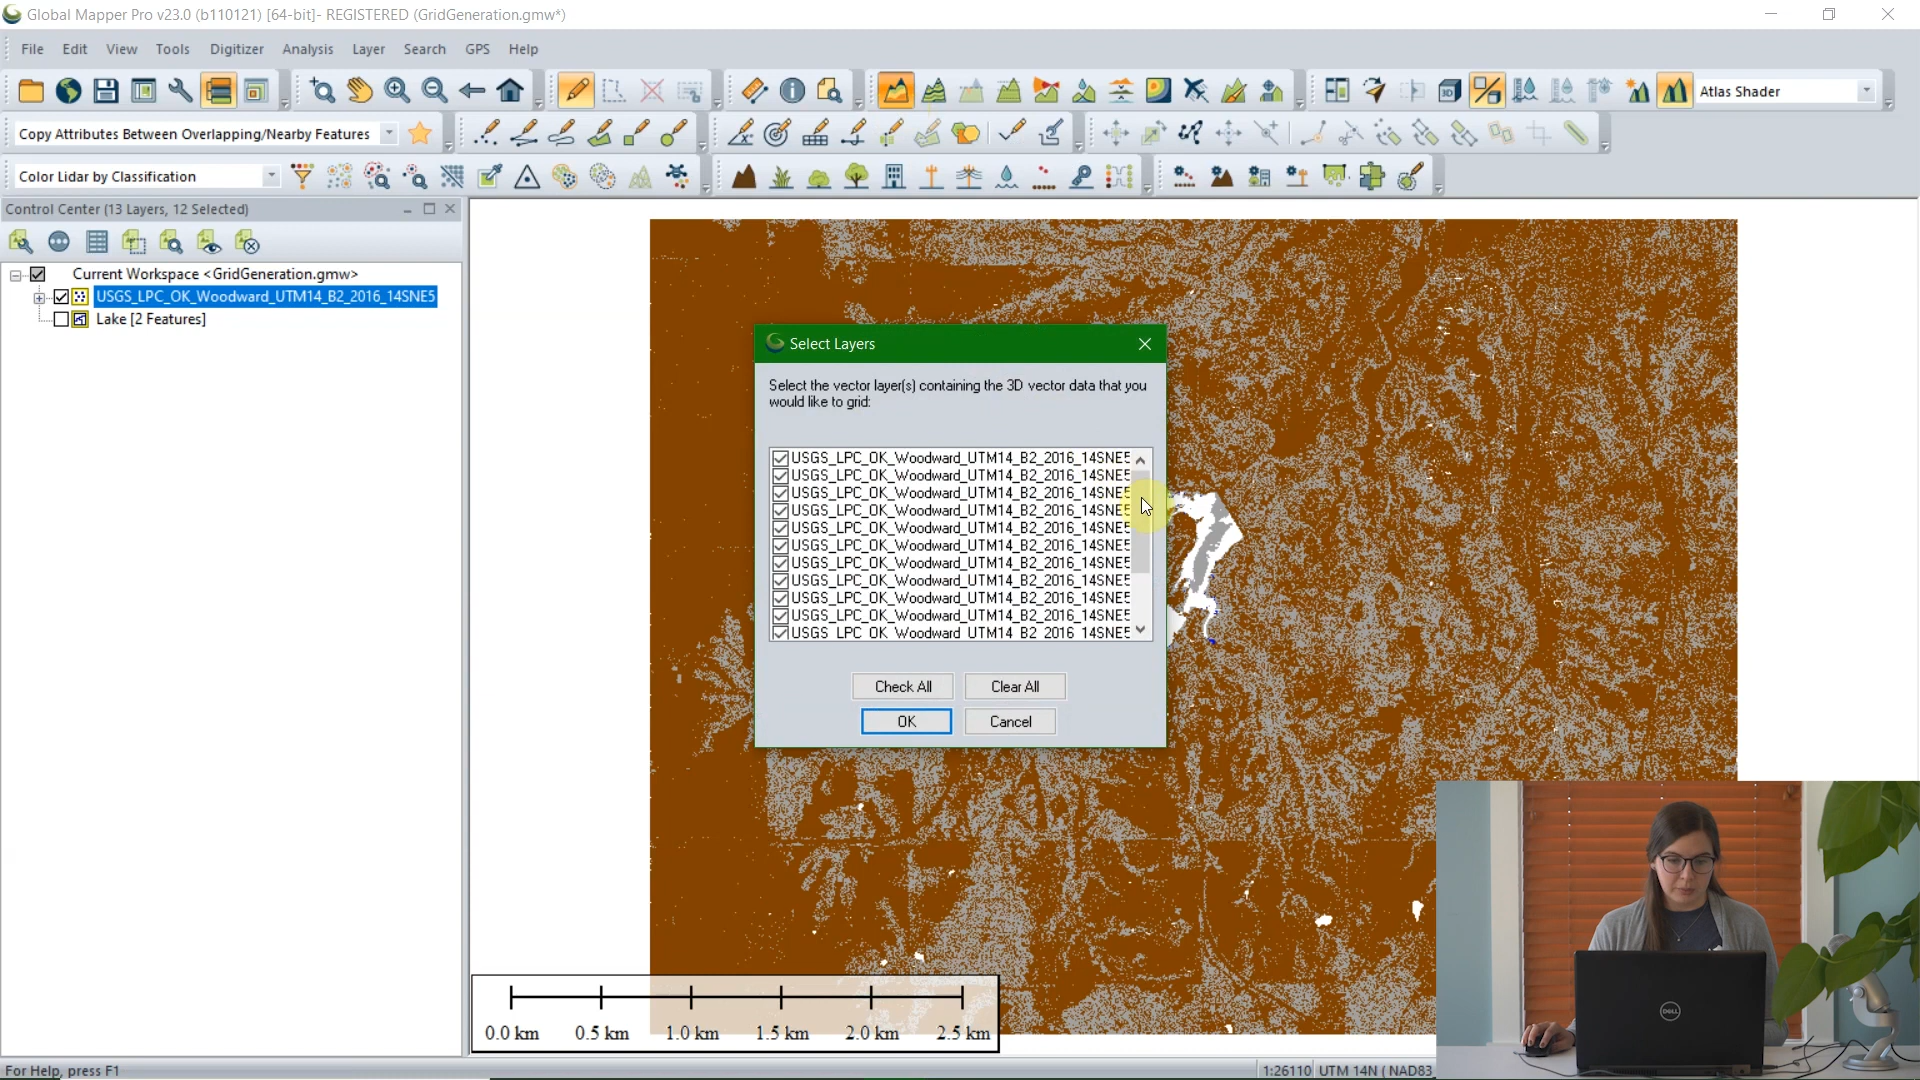 Global Mapper Pro v23.0 (b110121) [64-bit]- REGISTERED (GridGeneration.gmw*)
File Edit View Tools Digitizer Analysis Layer Search GPS Help
Atlas Shader
Copy Attributes Between Overlapping/Nearby Features
Color Lidar by Classification
Control Center (13 Layers, 12 Selected)
Current Workspace <GridGeneration.gmw>
USGS_LPC_OK_Woodward_UTM14_B2_2016_14SNE5
Lake [2 Features]
Select Layers
Select the vector layer(s) containing the 3D vector data that you
would like to grid:
USGS_LPC_OK_Woodward_UTM14_B2_2016_14SNE5
USGS_LPC_OK_Woodward_UTM14_B2_2016_14SNE5
USGS_LPC_OK_Woodward_UTM14_B2_2016_14SNE5
USGS_LPC_OK_Woodward_UTM14_B2_2016_14SNE5
USGS_LPC_OK_Woodward_UTM14_B2_2016_14SNE5
USGS_LPC_OK_Woodward_UTM14_B2_2016_14SNE5
USGS_LPC_OK_Woodward_UTM14_B2_2016_14SNE5
USGS_LPC_OK_Woodward_UTM14_B2_2016_14SNE5
USGS_LPC_OK_Woodward_UTM14_B2_2016_14SNE5
USGS_LPC_OK_Woodward_UTM14_B2_2016_14SNE5
USGS_LPC_OK_Woodward_UTM14_B2_2016_14SNE5
Check All Clear All
OK Cancel
0.0 km 0.5 km 1.0 km 1.5 km 2.0 km 2.5 km
DELL
For Help, press F1
1:26110 UTM 14N ( NAD83